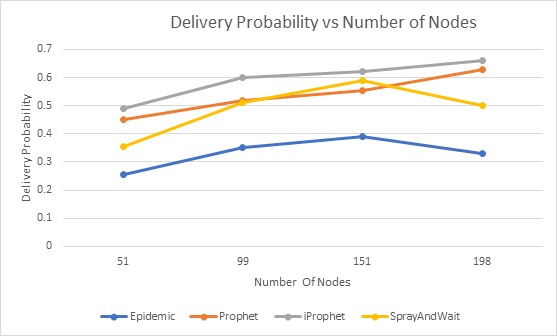 Delivery Probability vs Number of Nodes
0.7
0.6
0.5
0.4
0.3
0.2
0.1
0
Delivery Probability
51 99 151 198
Number Of Nodes
Epidemic Prophet iProphet SprayAndWait